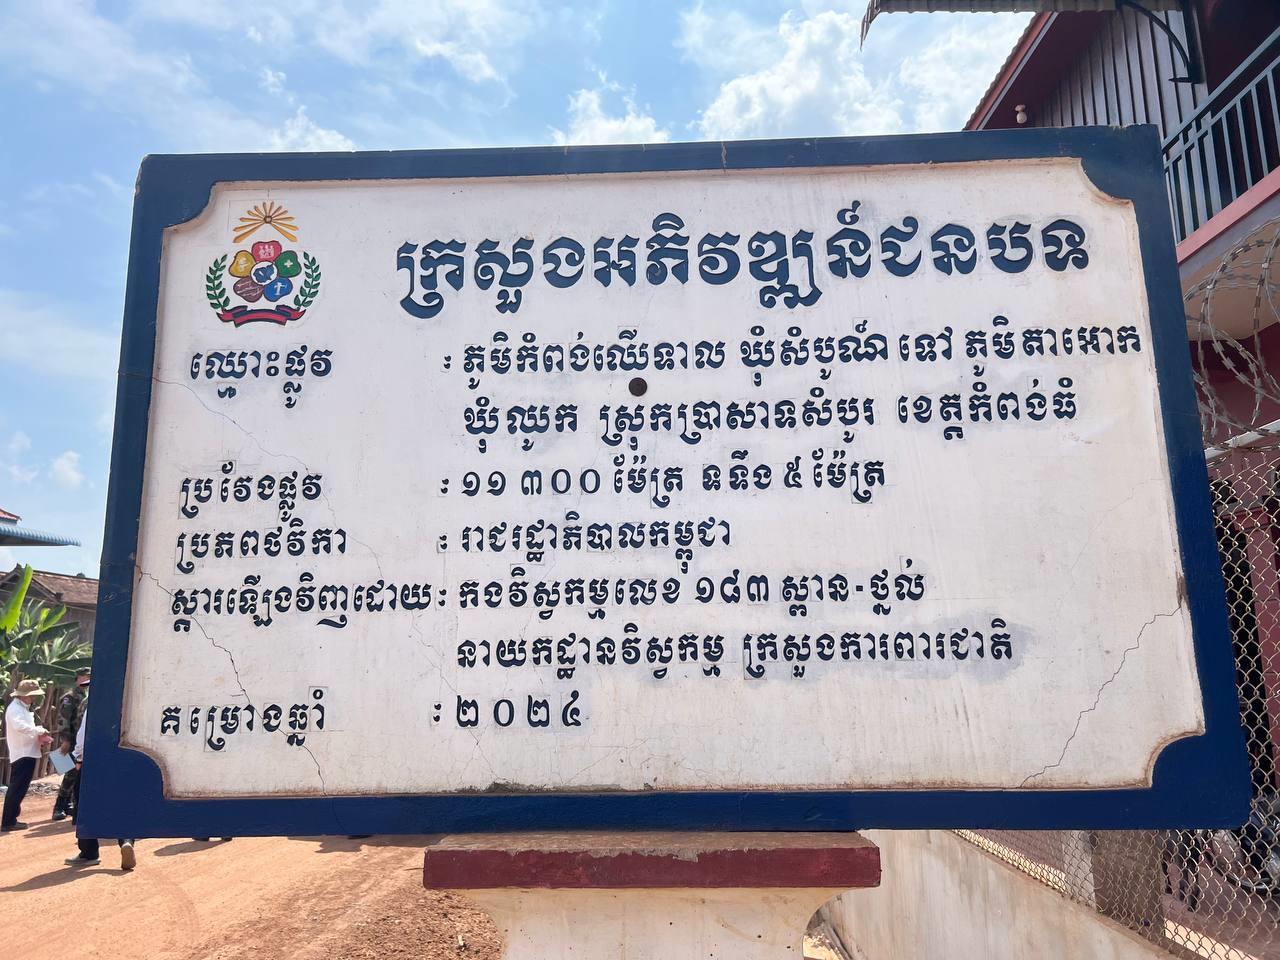 ក្រសួងអភិវឌ្ឍន៍ជនបទ
ឈ្មោះផ្លូវ : ភូមិកំពង់ឈើទាល ឃុំសំបូណ៍ ទៅ ភូមិតាអោក
ឃុំឈូក ស្រុកប្រាសាទសំបូរ ខេត្តកំពង់ធំ
ប្រវែងផ្លូវ : ១១ ៣០០ ម៉ែត្រ ទទឹង ៥ ម៉ែត្រ
ប្រភពថវិកា : រាជរដ្ឋាភិបាលកម្ពុជា
ស្តារឡើងវិញដោយ : កងវិស្វកម្មលេខ ១៨៣ ស្ពាន - ថ្នល់
នាយកដ្ឋានវិស្វកម្ម ក្រសួងការពារជាតិ
គម្រោងឆ្នាំ : ២០២៤